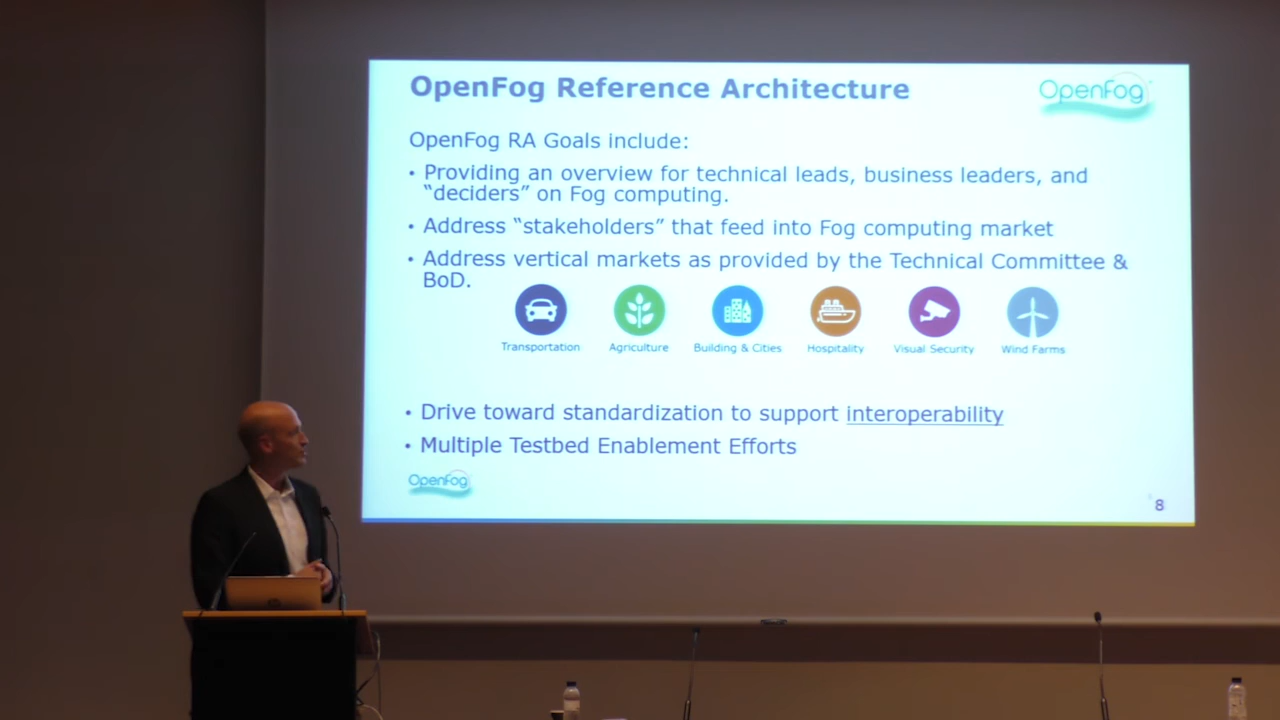 OpenFog Reference Architecture
OpenFog
OpenFog RA Goals include:
• Providing an overview for technical leads, business leaders, and
“deciders” on Fog computing.
• Address “stakeholders” that feed into Fog computing market
• Address vertical markets as provided by the Technical Committee &
BoD.
Transportation
Agriculture
Building & Cities
Hospitality
Visual Security
Wind Farms
• Drive toward standardization to support interoperability
• Multiple Testbed Enablement Efforts
OpenFog
8